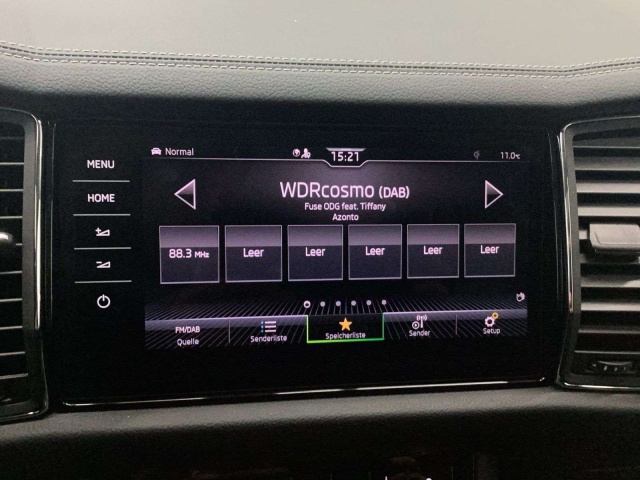 MENU
HOME
Normal
15:21
11.0°C
WDRcosmo (DAB)
Fuse ODG feat. Tiffany
Azonto
88.3 MHz
Leer
Leer
Leer
Leer
Leer
FM/DAB
Quelle
Senderliste
Speicherliste
Sender
Setup